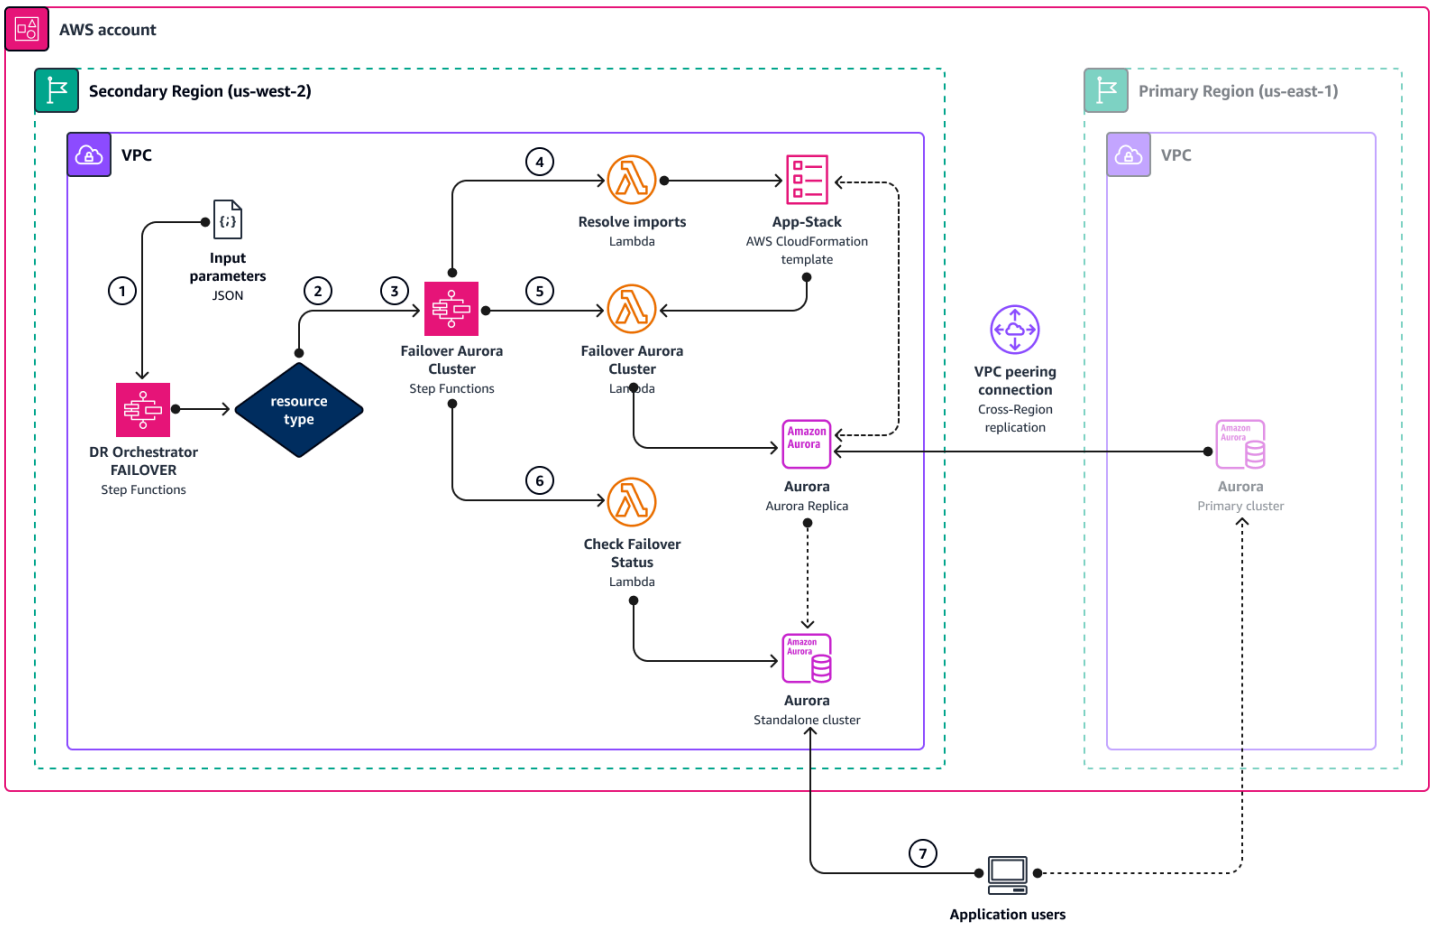 AWS account
Secondary Region (us-west-2)
Primary Region (us-east-1)
VPC
VPC
4
Resolve imports
Lambda
App-Stack
AWS CloudFormation
template
{;}
Input
parameters
JSON
1
2
3
5
Failover Aurora
Cluster
Step Functions
Failover Aurora
Cluster
Lambda
VPC peering
connection
Cross-Region
replication
resource
type
DR Orchestrator
FAILOVER
Step Functions
Amazon
Aurora
Aurora
Aurora Replica
Amazon
Aurora
Aurora
Primary cluster
6
Check Failover
Status
Lambda
Amazon
Aurora
Aurora
Standalone cluster
7
Application users